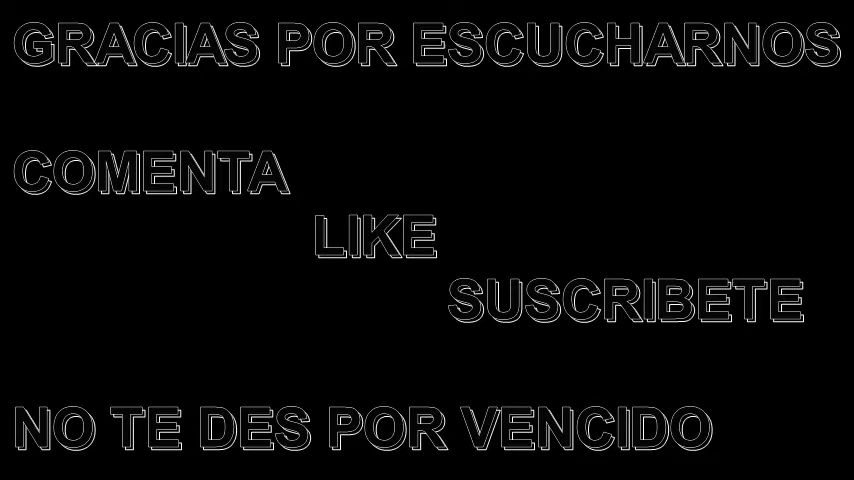 GRACIAS POR ESCUCHARNOS
COMENTA
LIKE
SUSCRIBETE
NO TE DES POR VENCIDO